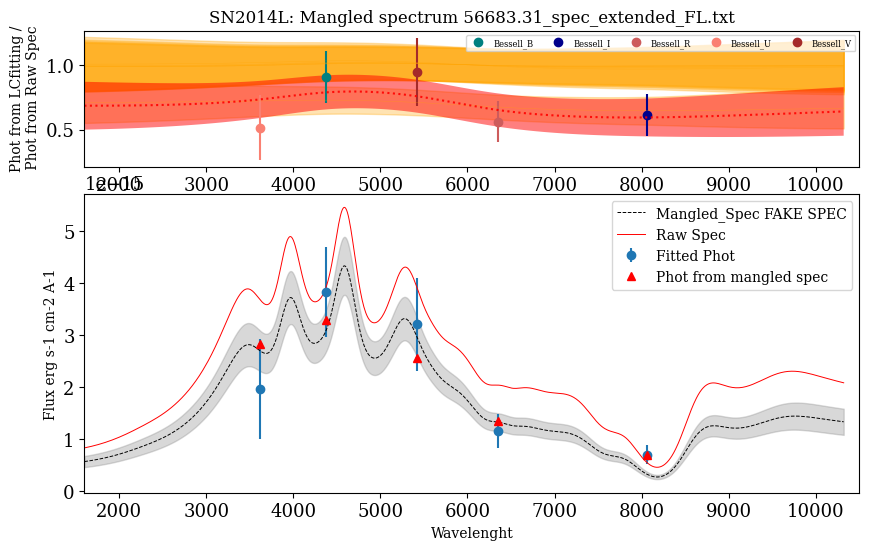 SN2014L: Mangled spectrum 56683.31_spec_extended_FL.txt
Phot from LCfitting /
Phot from Raw Spec
1.0
0.5
Bessell_B
Bessell_I
Bessell_R
Bessell_U
Bessell_V
2000 3000 4000 5000 6000 7000 8000 9000 10000
1e−15
Flux erg s-1 cm-2 A-1
5
4
3
2
1
0
Mangled_Spec FAKE SPEC
Raw Spec
Fitted Phot
Phot from mangled spec
2000 3000 4000 5000 6000 7000 8000 9000 10000
Wavelenght